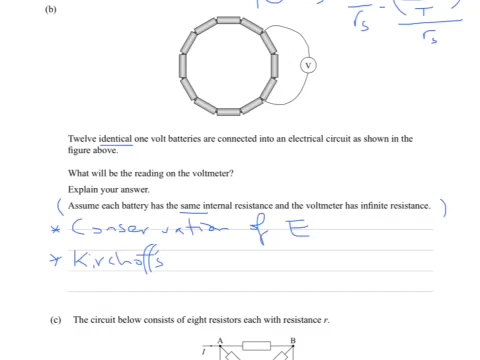 (b)
V
Twelve identical one volt batteries are connected into an electrical circuit as shown in the
figure above.
What will be the reading on the voltmeter?
Explain your answer.
( Assume each battery has the same internal resistance and the voltmeter has infinite resistance. )
* Conservation of E
* Kirchoff's
(c) The circuit below consists of eight resistors each with resistance r.
A B
I